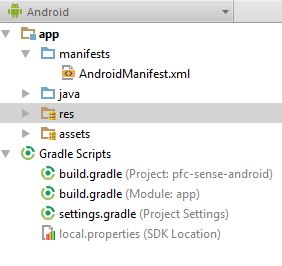 Android
app
manifests
AndroidManifest.xml
java
res
assets
Gradle Scripts
build.gradle (Project: pfc-sense-android)
build.gradle (Module: app)
settings.gradle (Project Settings)
local.properties (SDK Location)